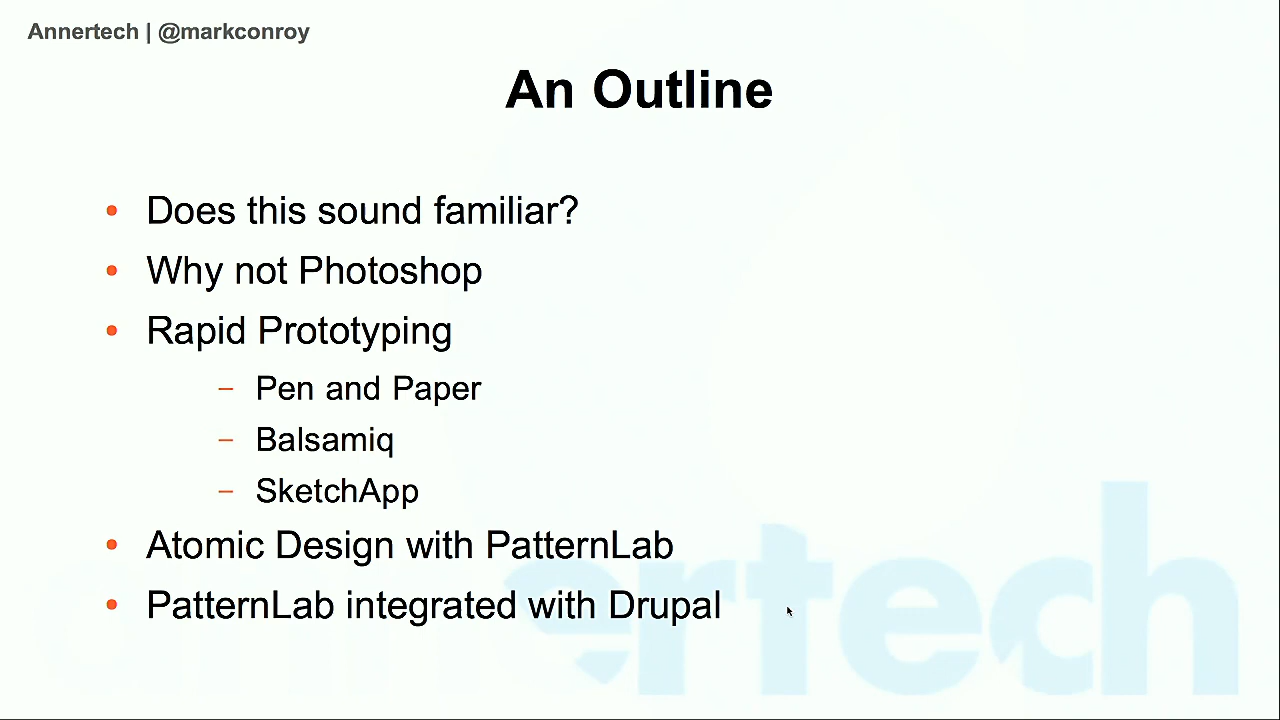 Annertech | @markconroy
An Outline
• Does this sound familiar?
• Why not Photoshop
• Rapid Prototyping
– Pen and Paper
– Balsamiq
– SketchApp
• Atomic Design with PatternLab
• PatternLab integrated with Drupal
annertech